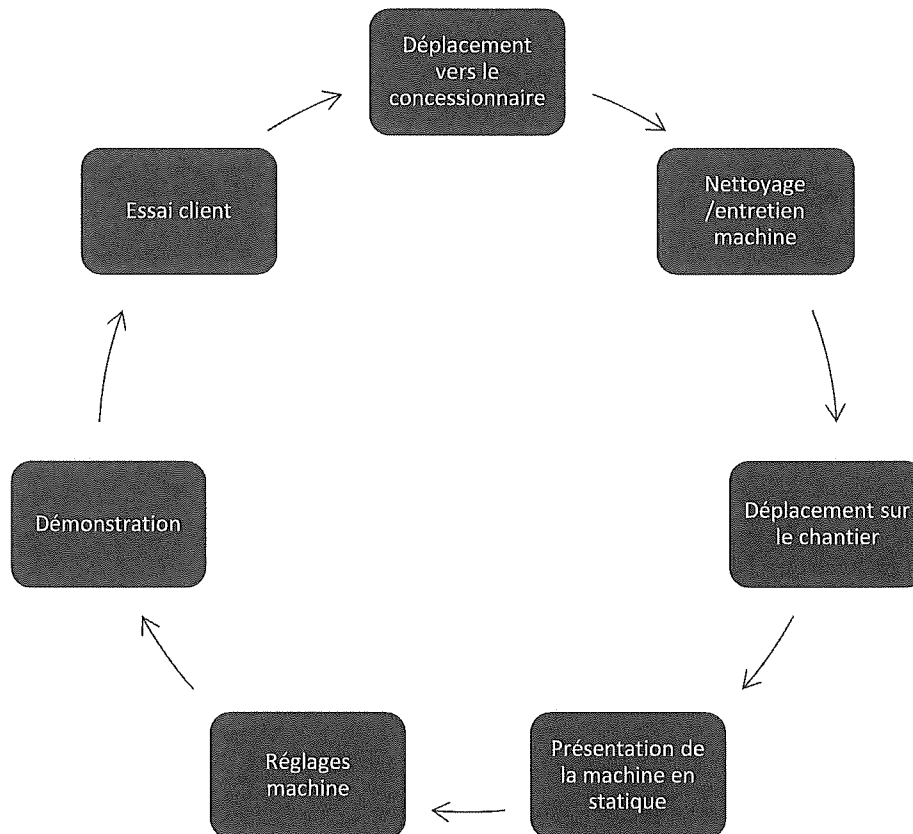 Déplacement
vers le
concessionnaire
Nettoyage
/entretien
machine
Déplacement sur
le chantier
Présentation de
la machine en
statique
Réglages
machine
Démonstration
Essai client